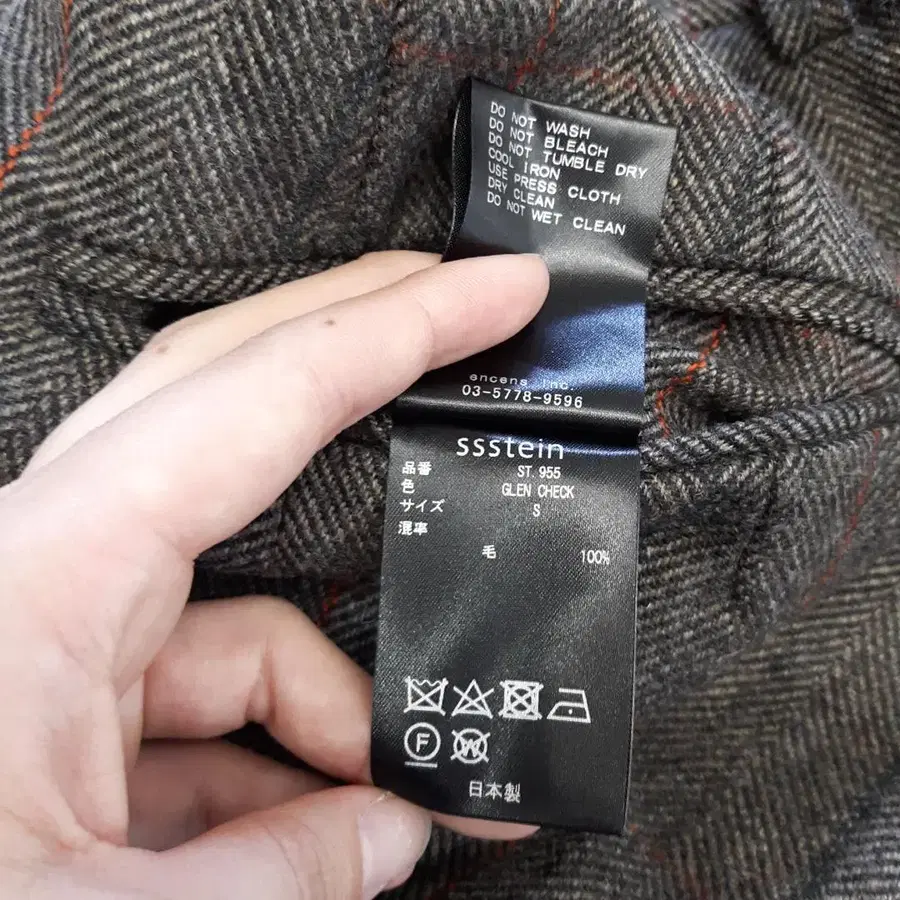 DO NOT WASH
DO NOT BLEACH
DO NOT TUMBLE DRY
COOL IRON
USE PRESS CLOTH
DRY CLEAN
DO NOT WET CLEAN
encens, inc.
03-5778-9596
ssstein
品番 ST.955
色 GLEN CHECK
サイズ S
混率
毛 100%
F W
日本製